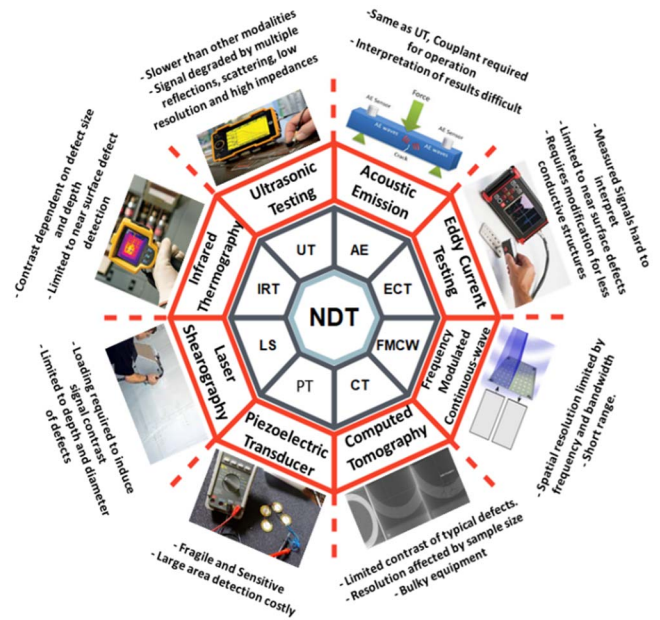 - Slower than other modalities
- Signal degraded by multiple
reflections, scattering, low
resolution and high impedances
-Same as UT, Couplant required
for operation
- Interpretation of results difficult
Force
AE Sensor
AE waves
AE waves
AE Sensor
Crack
- Measured Signals hard to
interpret
- Limited to near surface defects
- Requires modification for less
conductive structures
- Spatial resolution limited by
frequency and bandwidth
- Short range.
- Limited contrast of typical defects.
- Resolution affected by sample size
- Bulky equipment
- Fragile and Sensitive
- Large area detection costly
- Loading required to induce
signal contrast
- Limited to depth and diameter
of defects
- Contrast dependent on defect size
and depth
- Limited to near surface defect
detection
Ultrasonic
Testing
Acoustic
Emission
Eddy Current
Testing
Frequency
Modulated
Continuous-wave
Computed
Tomography
Piezoelectric
Transducer
Laser
Shearography
Infrared
Thermography
UT
AE
ECT
FMCW
CT
PT
LS
IRT
NDT